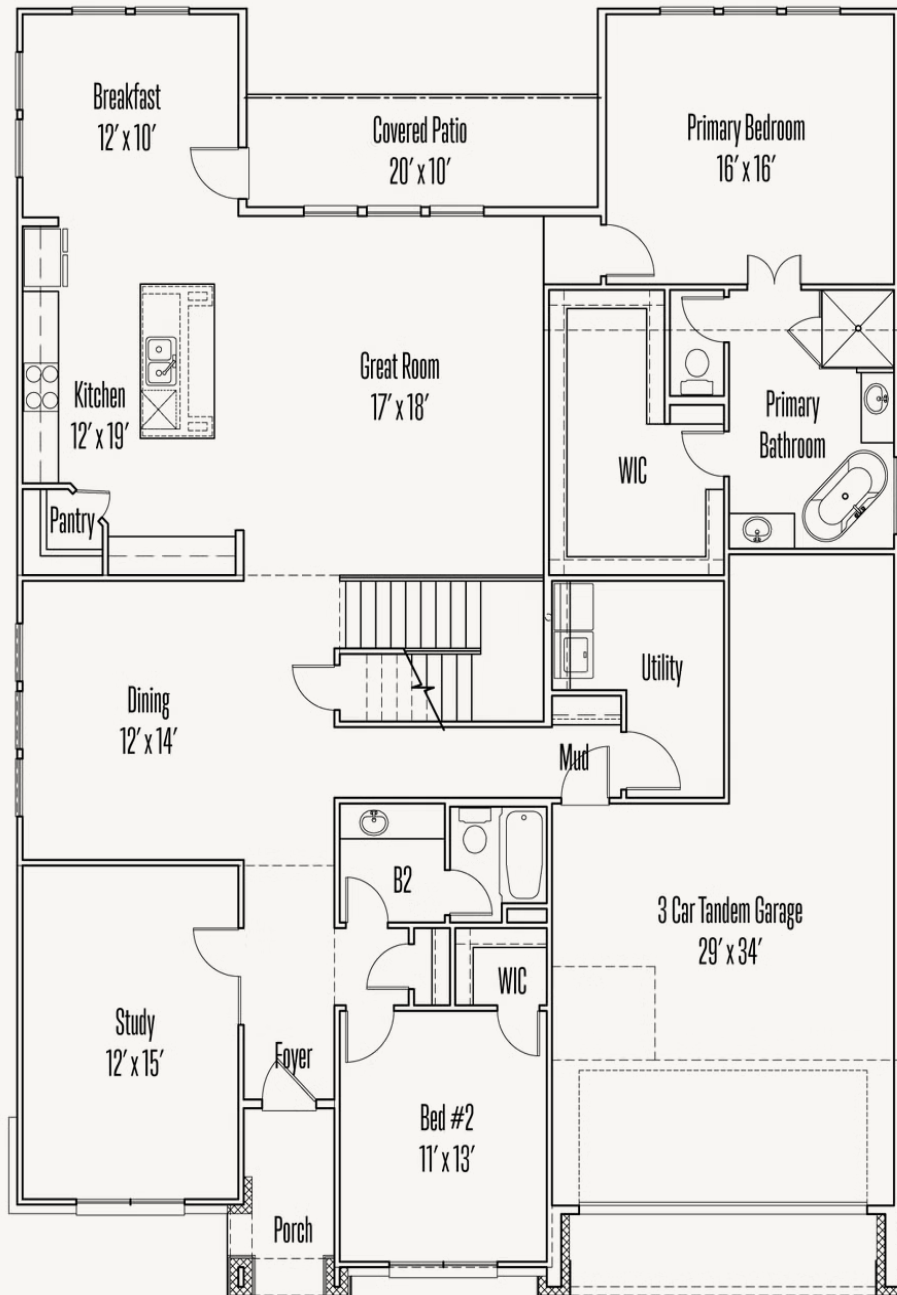 Breakfast
12' x 10'
Covered Patio
20' x 10'
Primary Bedroom
16' x 16'
Kitchen
12' x 19'
Great Room
17' x 18'
Primary
Bathroom
WIC
Pantry
Dining
12' x 14'
Utility
Mud
B2
3 Car Tandem Garage
29' x 34'
WIC
Study
12' x 15'
Foyer
Bed #2
11' x 13'
Porch